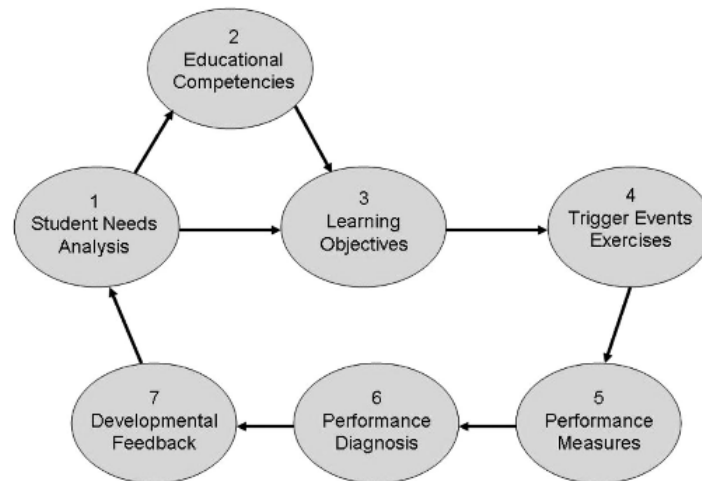 2
Educational
Competencies
1
Student Needs
Analysis
3
Learning
Objectives
4
Trigger Events
Exercises
7
Developmental
Feedback
6
Performance
Diagnosis
5
Performance
Measures